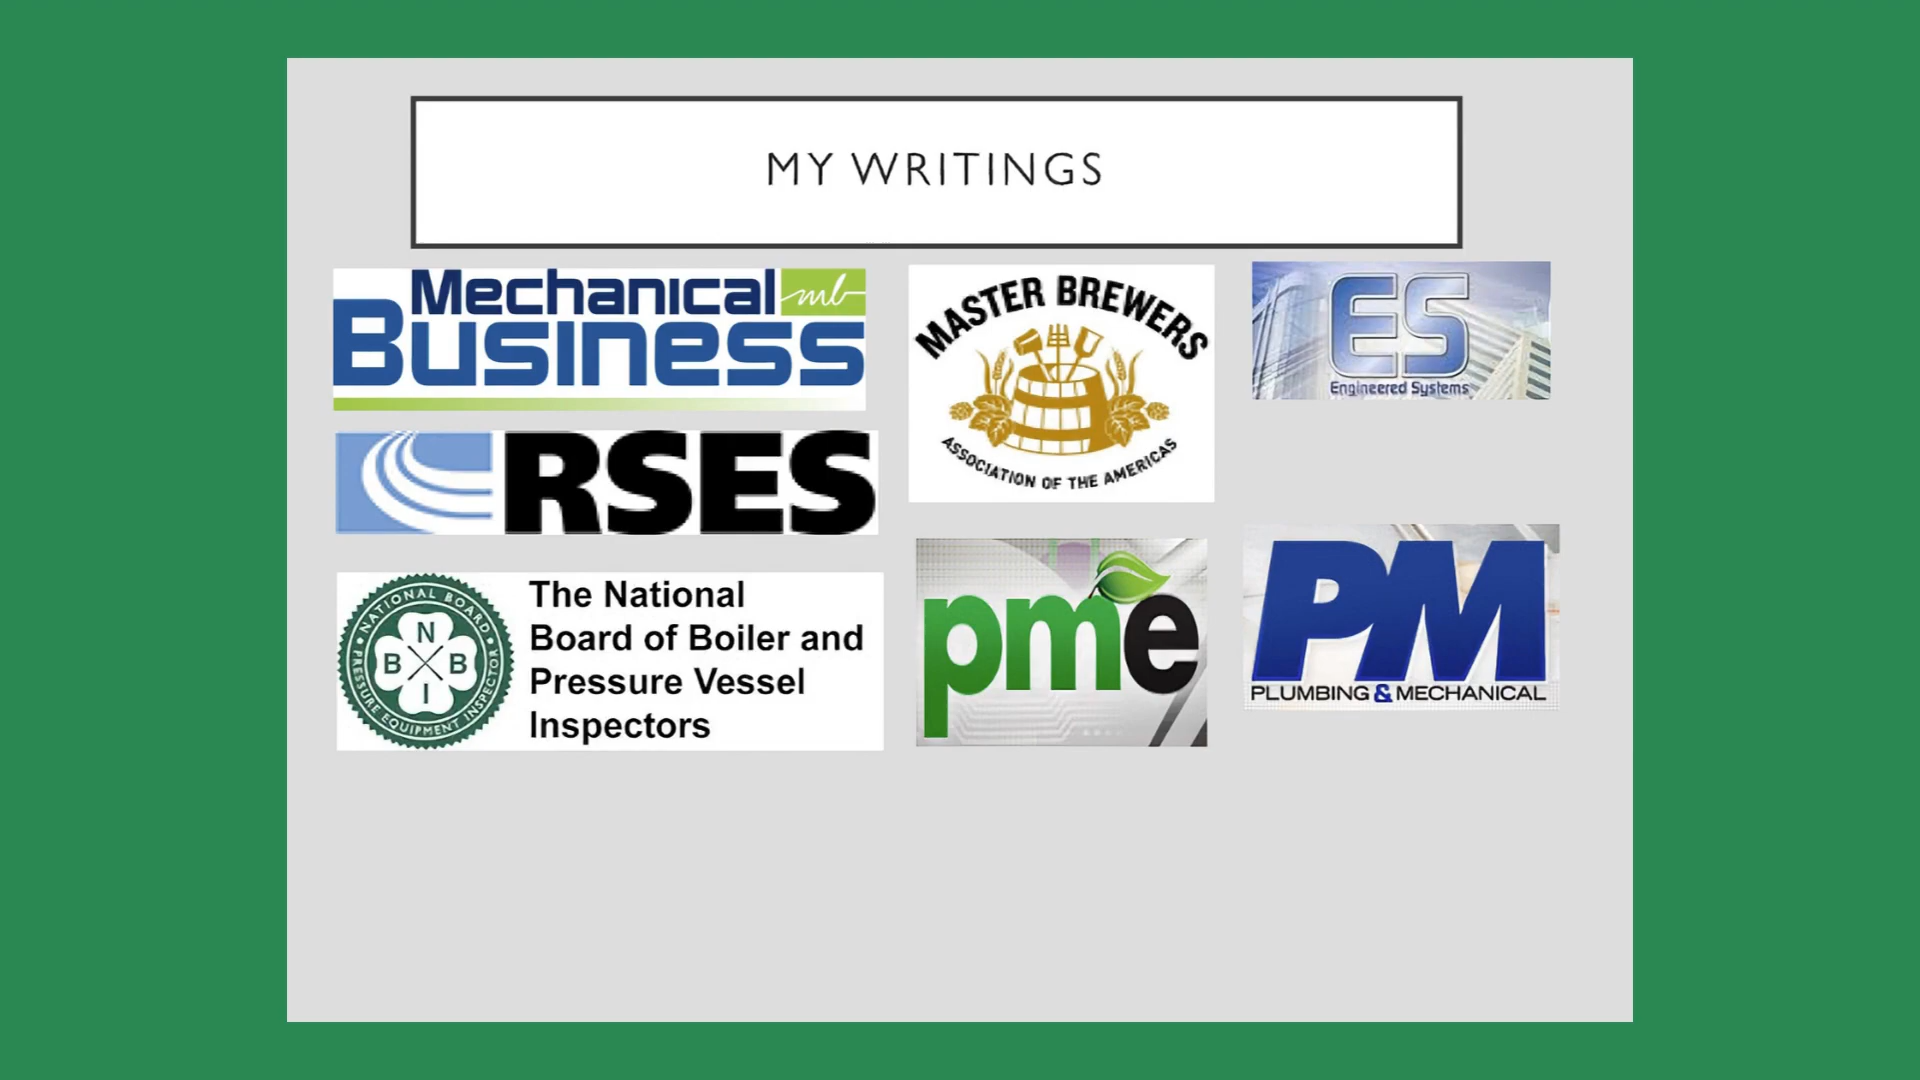 MY WRITINGS
Mechanical mb
Business
RSES
NATIONAL BOARD
PRESSURE EQUIPMENT INSPECTOR
N
B B
I
The National
Board of Boiler and
Pressure Vessel
Inspectors
MASTER BREWERS
ASSOCIATION OF THE AMERICAS
pme
ES
Engineered Systems
PM
PLUMBING & MECHANICAL